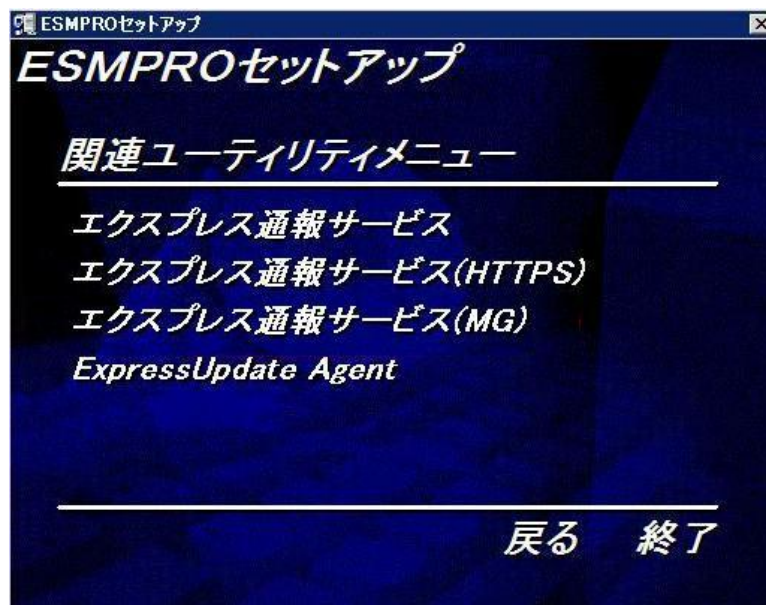 ESMPROセットアップ
ESMPROセットアップ
関連ユーティリティメニュー
エクスプレス通報サービス
エクスプレス通報サービス(HTTPS)
エクスプレス通報サービス(MG)
ExpressUpdate Agent
戻る 終了